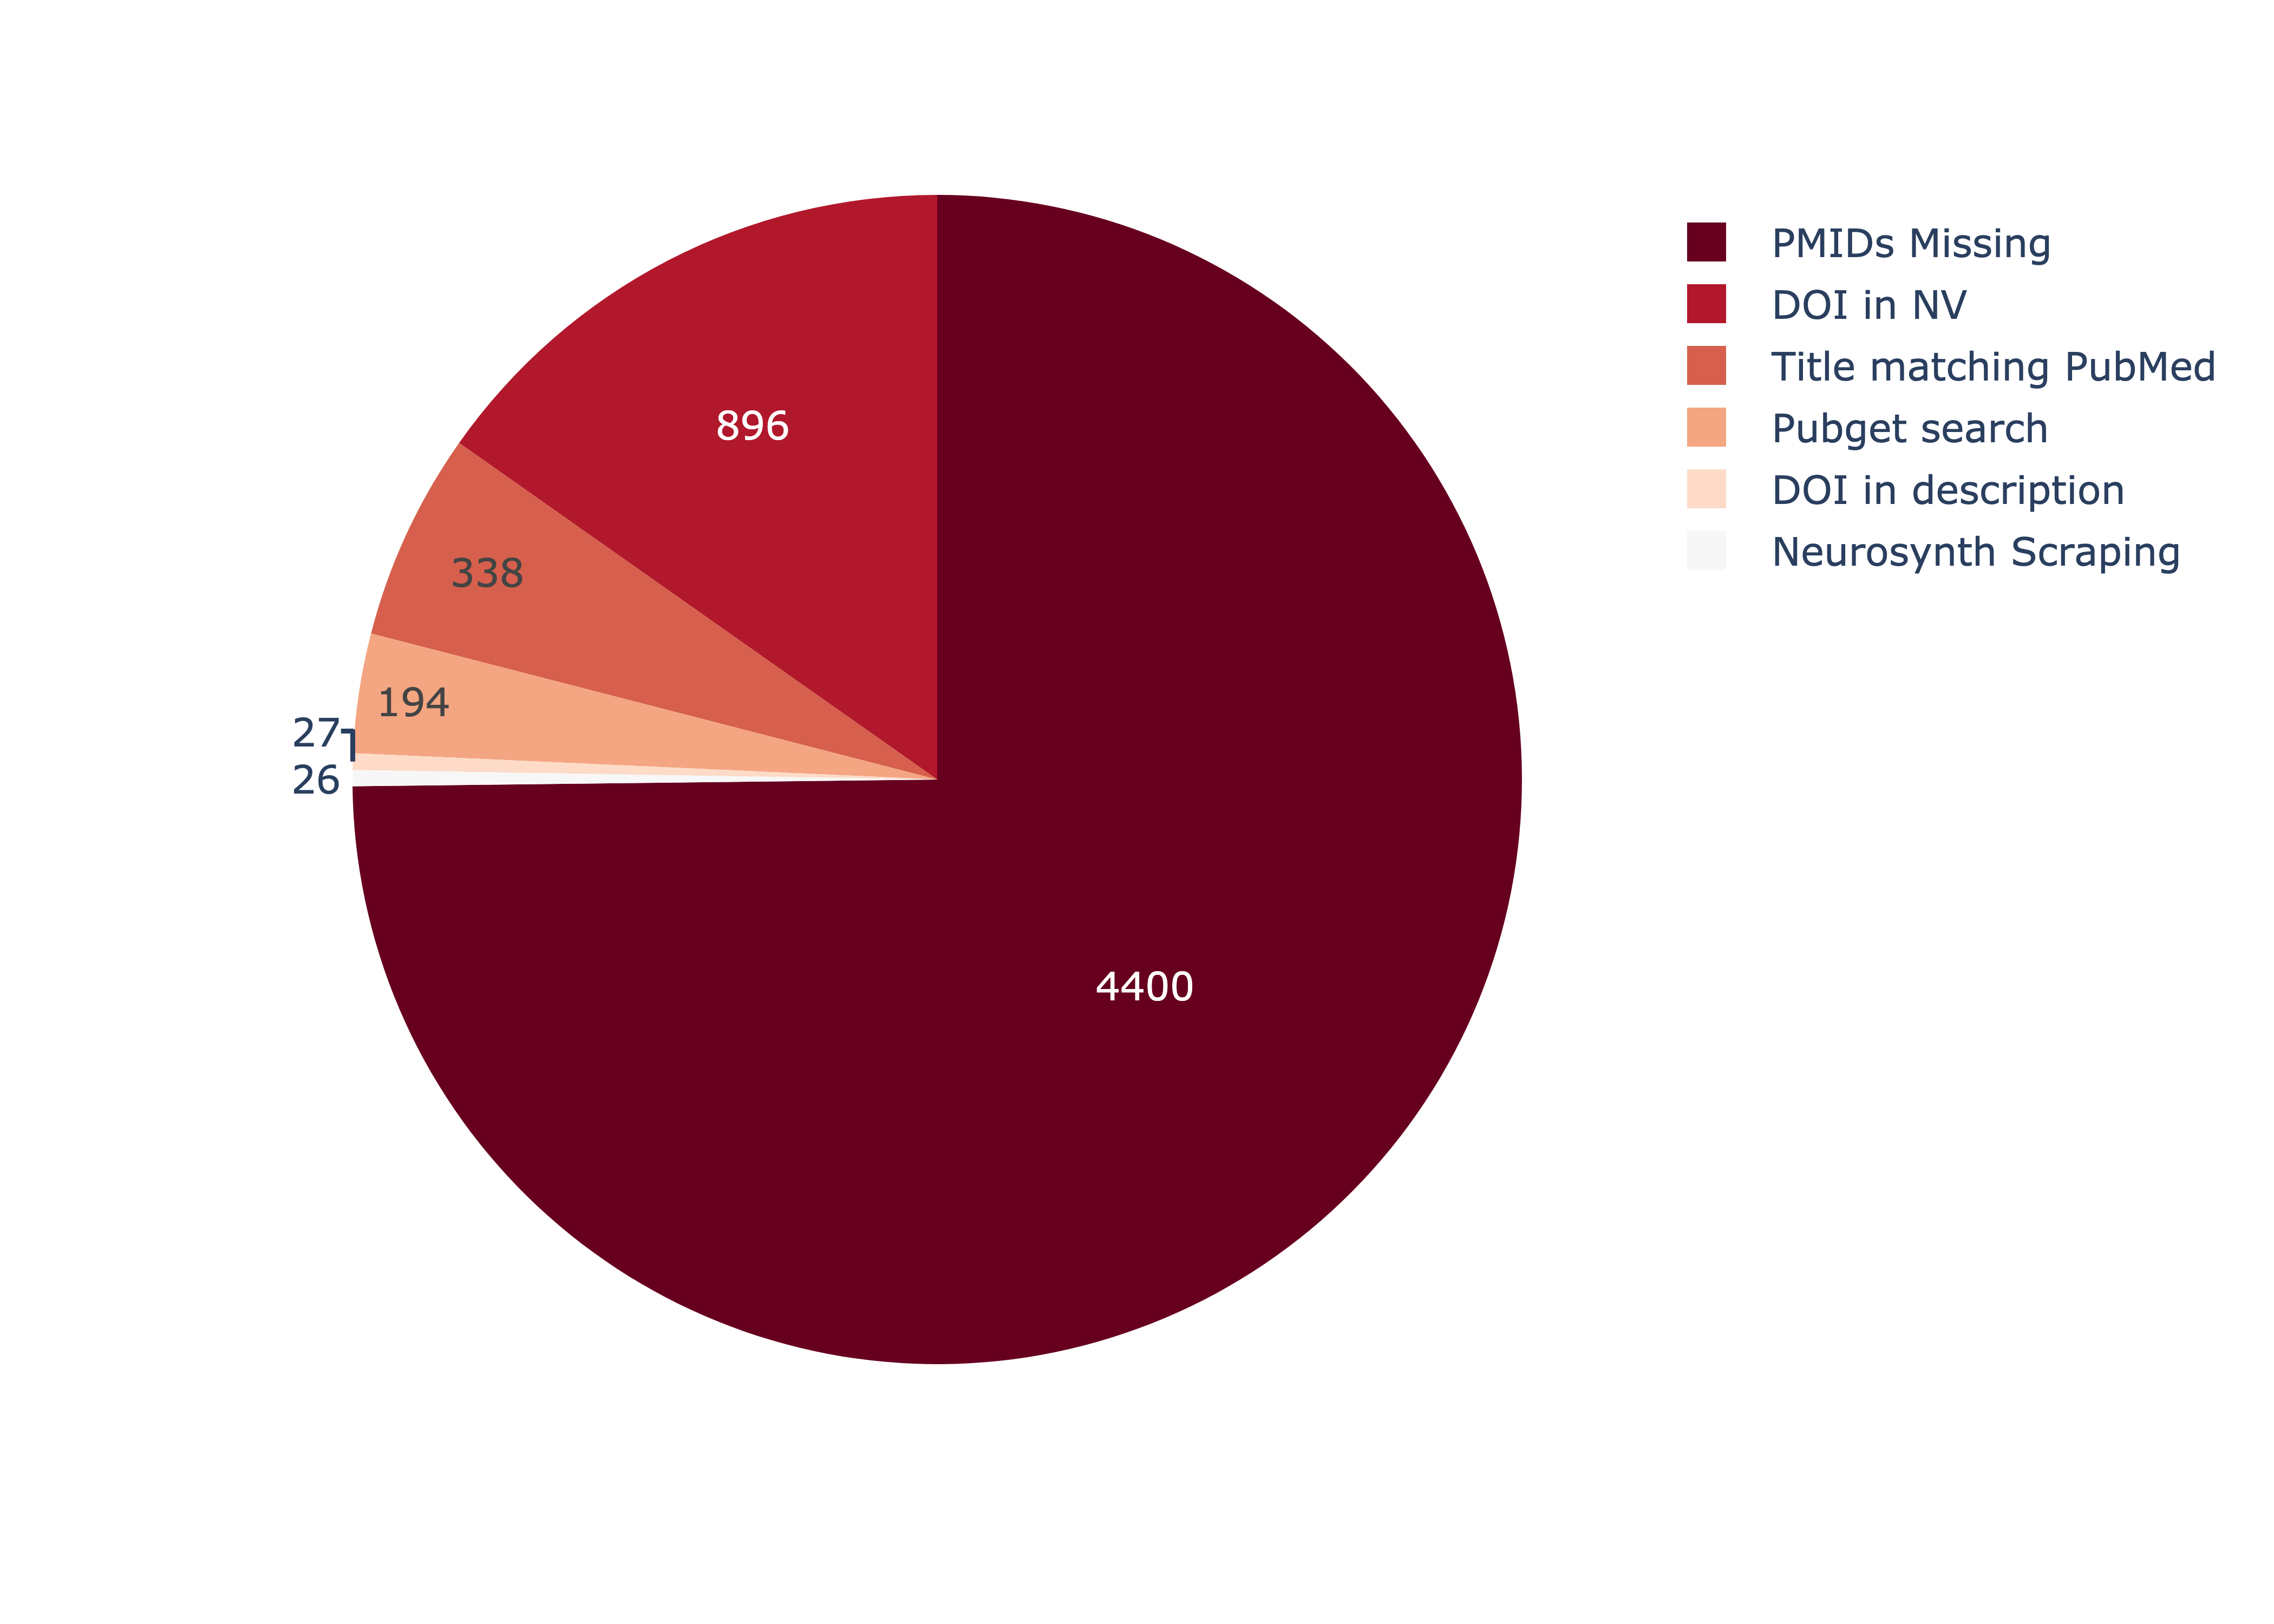 896
338
194
27
26
4400
PMIDs Missing
DOI in NV
Title matching PubMed
Pubget search
DOI in description
Neurosynth Scraping